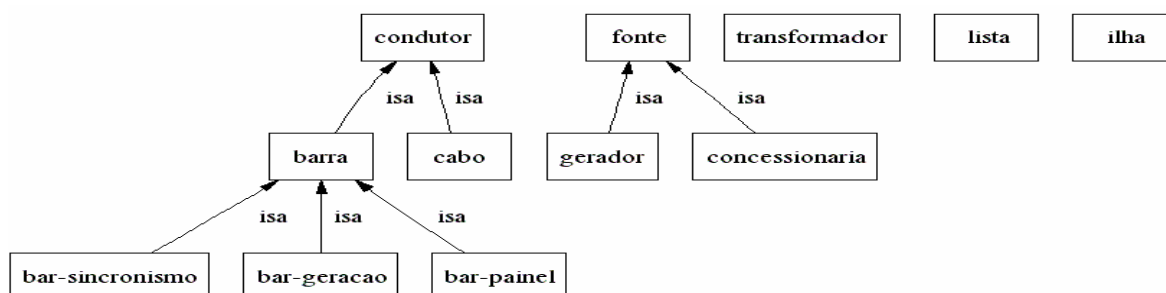 condutor fonte transformador lista ilha
isa isa isa isa
barra cabo gerador concessionaria
isa isa isa
bar-sincronismo bar-geracao bar-painel